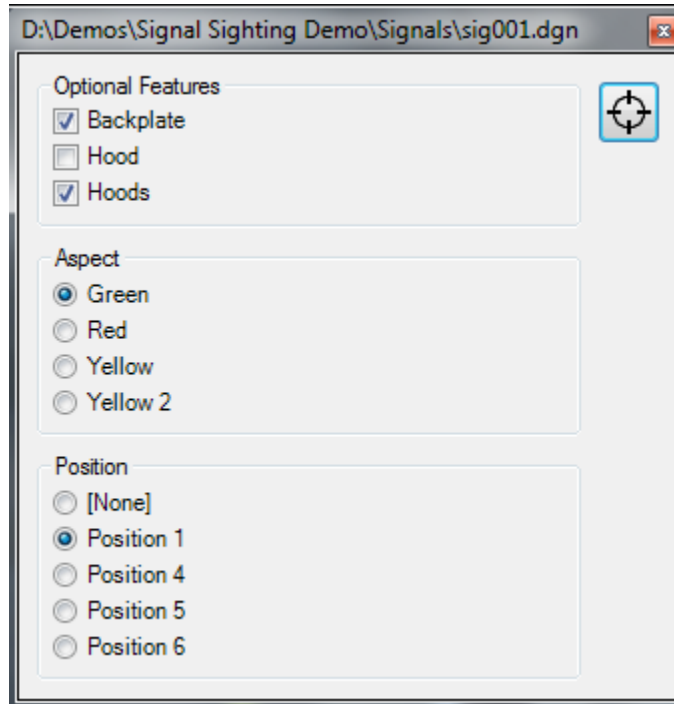 D:\Demos\Signal Sighting Demo\Signals\sig001.dgn
Optional Features
Backplate
Hood
Hoods
Aspect
Green
Red
Yellow
Yellow 2
Position
[None]
Position 1
Position 4
Position 5
Position 6